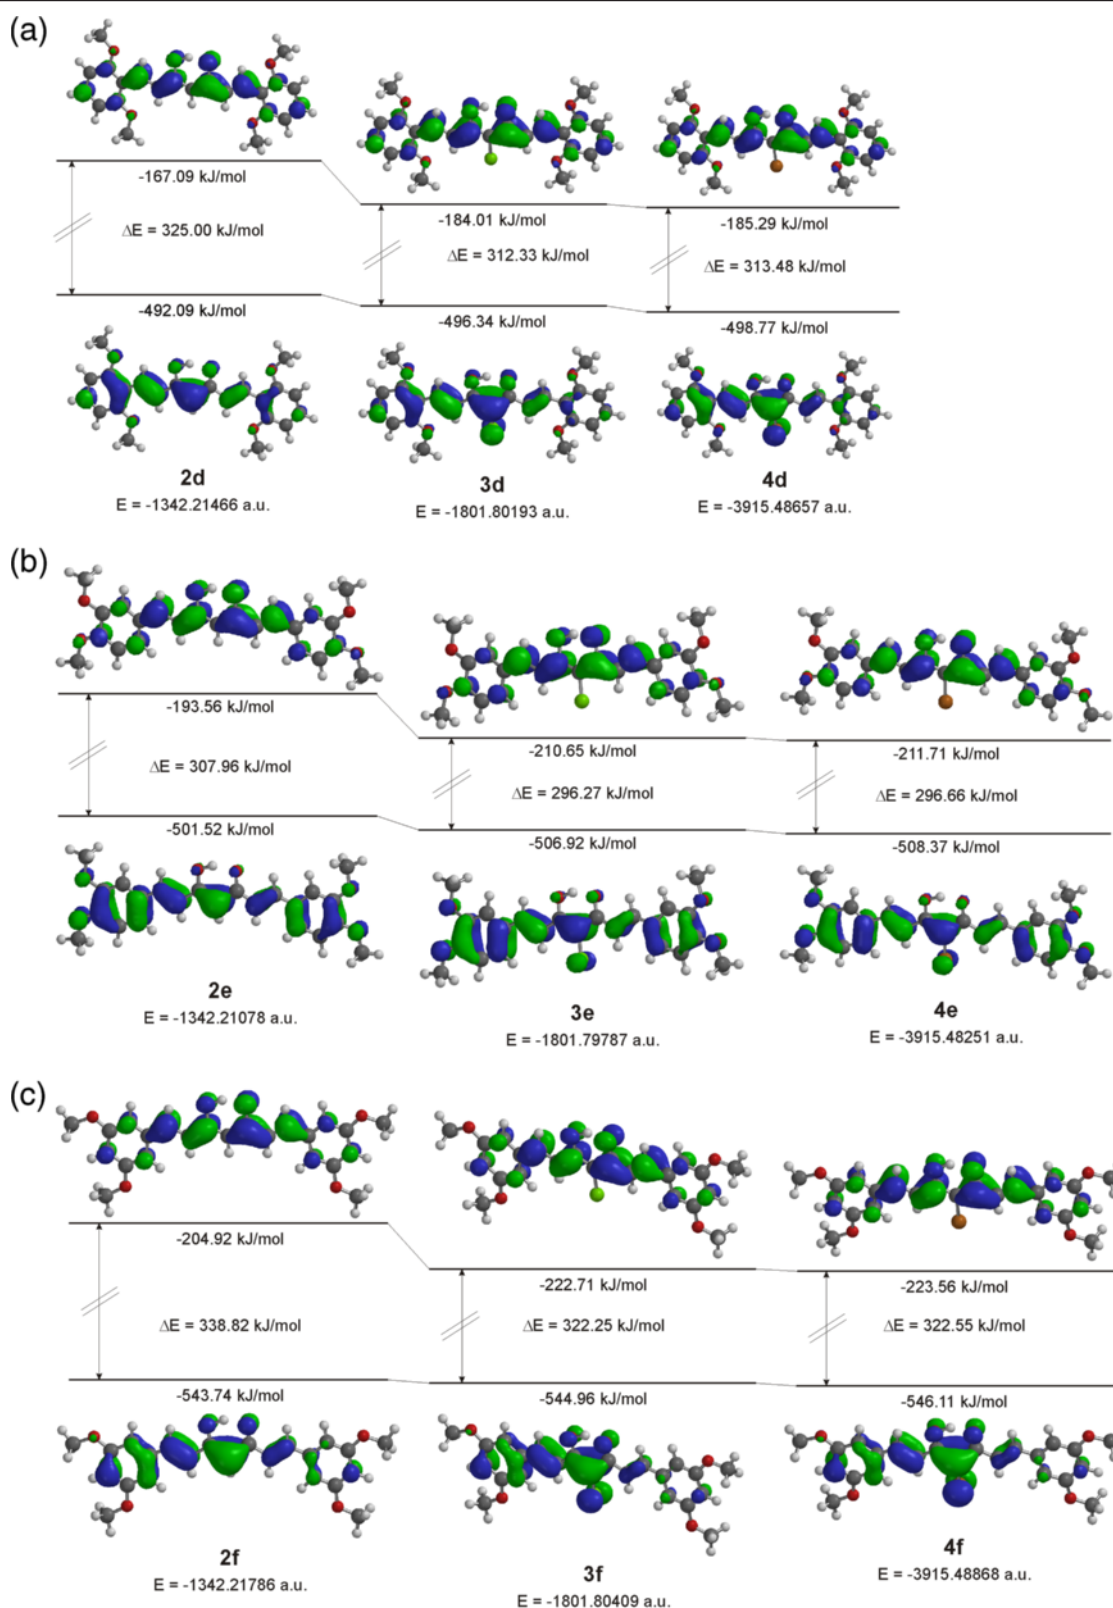 (a)
-167.09 kJ/mol
-184.01 kJ/mol
-185.29 kJ/mol
ΔE = 325.00 kJ/mol
ΔE = 312.33 kJ/mol
ΔE = 313.48 kJ/mol
-492.09 kJ/mol
-496.34 kJ/mol
-498.77 kJ/mol
2d
3d
4d
E = -1342.21466 a.u.
E = -1801.80193 a.u.
E = -3915.48657 a.u.
(b)
-193.56 kJ/mol
-210.65 kJ/mol
-211.71 kJ/mol
ΔE = 307.96 kJ/mol
ΔE = 296.27 kJ/mol
ΔE = 296.66 kJ/mol
-501.52 kJ/mol
-506.92 kJ/mol
-508.37 kJ/mol
2e
3e
4e
E = -1342.21078 a.u.
E = -1801.79787 a.u.
E = -3915.48251 a.u.
(c)
-204.92 kJ/mol
-222.71 kJ/mol
-223.56 kJ/mol
ΔE = 338.82 kJ/mol
ΔE = 322.25 kJ/mol
ΔE = 322.55 kJ/mol
-543.74 kJ/mol
-544.96 kJ/mol
-546.11 kJ/mol
2f
3f
4f
E = -1342.21786 a.u.
E = -1801.80409 a.u.
E = -3915.48868 a.u.